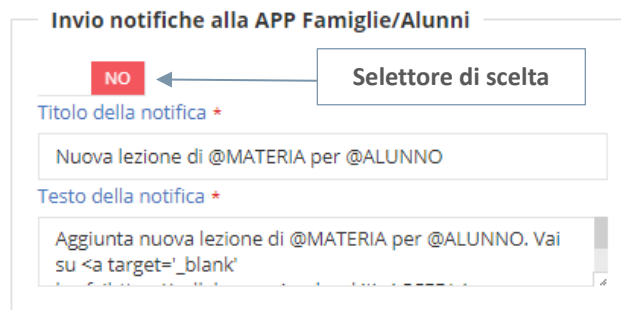 Invio notifiche alla APP Famiglie/Alunni
NO
Selettore di scelta
Titolo della notifica *
Nuova lezione di @MATERIA per @ALUNNO
Testo della notifica *
Aggiunta nuova lezione di @MATERIA per @ALUNNO. Vai
su <a target='_blank'